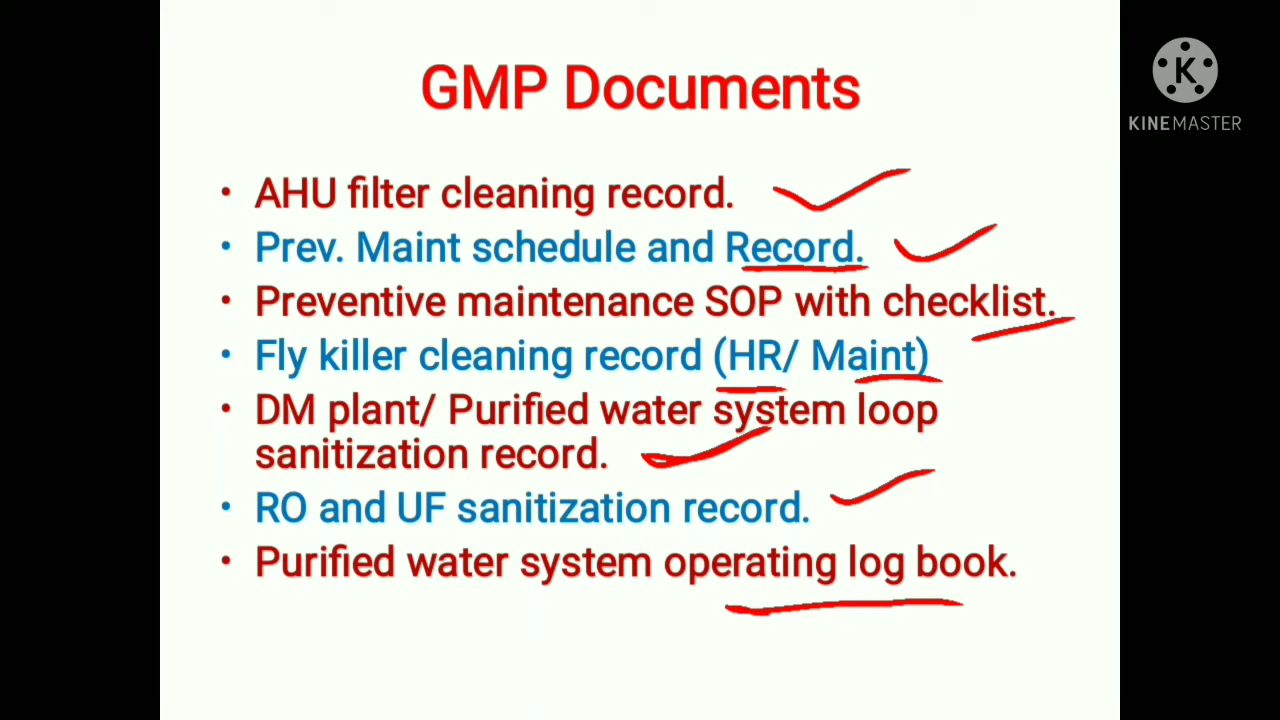 GMP Documents
KINEMASTER
• AHU filter cleaning record.
• Prev. Maint schedule and Record.
• Preventive maintenance SOP with checklist.
• Fly killer cleaning record (HR/ Maint)
• DM plant/ Purified water system loop
sanitization record.
• RO and UF sanitization record.
• Purified water system operating log book.